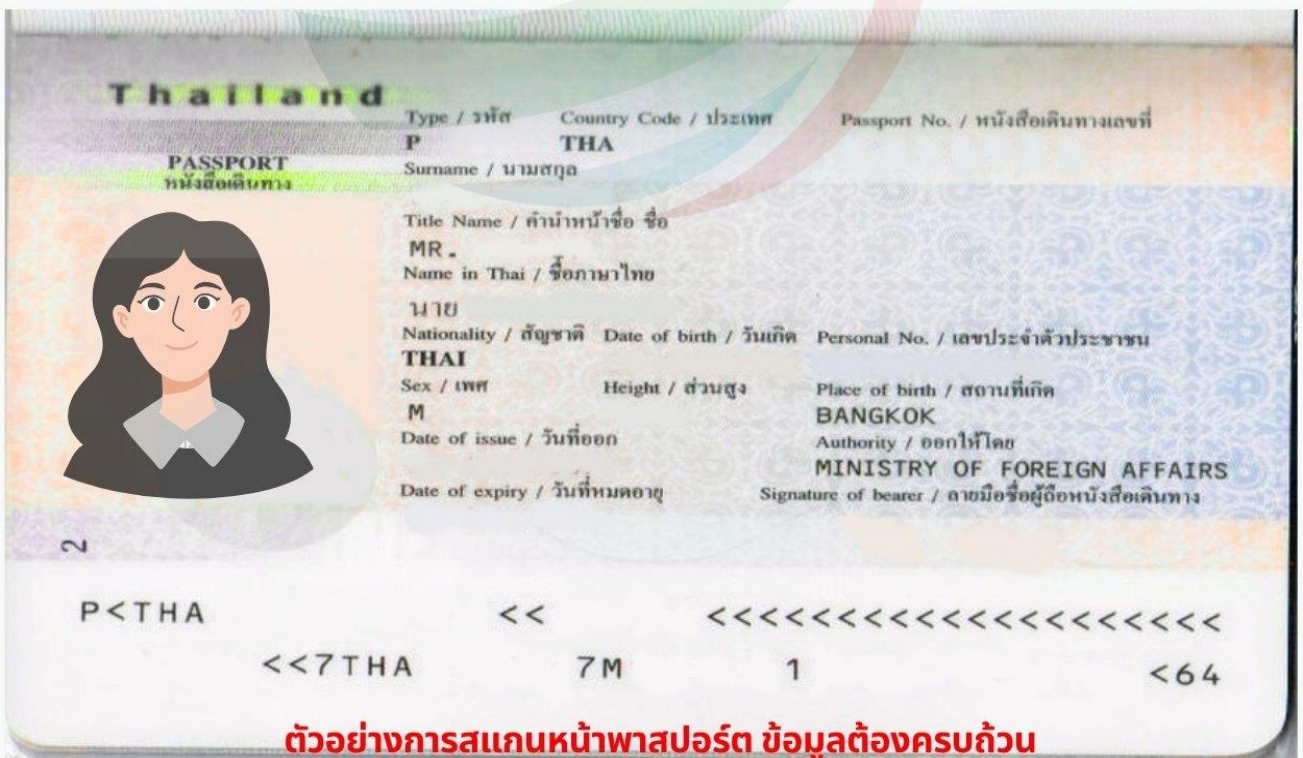 Thailand
PASSPORT
หนังสือเดินทาง
Type / รหัส Country Code / ประเทศ Passport No. / หนังสือเดินทางเลขที่
P THA
Surname / นามสกุล
Title Name / คำนำหน้าชื่อ ชื่อ
MR.
Name in Thai / ชื่อภาษาไทย
นาย
Nationality / สัญชาติ Date of birth / วันเกิด Personal No. / เลขประจำตัวประชาชน
THAI
Sex / เพศ Height / ส่วนสูง Place of birth / สถานที่เกิด
M BANGKOK
Date of issue / วันที่ออก Authority / ออกให้โดย
MINISTRY OF FOREIGN AFFAIRS
Date of expiry / วันที่หมดอายุ Signature of bearer / ลายมือชื่อผู้ถือหนังสือเดินทาง
2
P<THA << <<<<<<<<<<<<<<<<<<<<
<<7THA 7M 1 <64
ตัวอย่างการสแกนหน้าพาสปอร์ต ข้อมูลต้องครบถ้วน